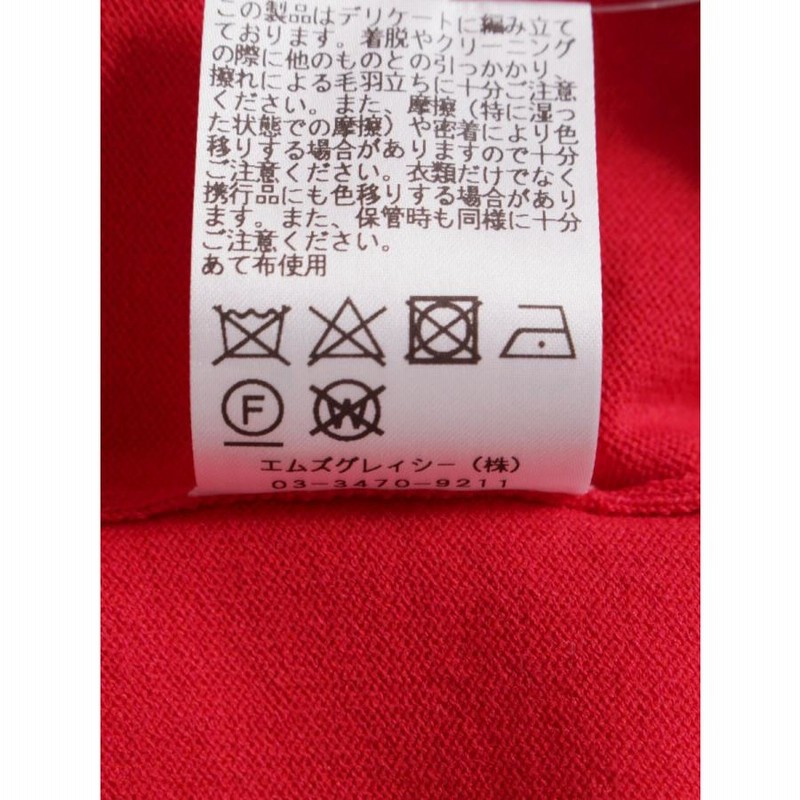 この製品はデリケートに編み立て
ております。着脱やクリーニング
の際に他のものとの引っかかり、
擦れによる毛羽立ちに十分ご注意
ください。また、摩擦(特に湿っ
た状態での摩擦)や密着により色
移りする場合がありますので十分
ご注意ください。衣類だけでなく
携行品にも色移りする場合があり
ます。また、保管時も同様に十分
ご注意ください。
あて布使用
F W
エムズグレイシー(株)
03-3470-9211